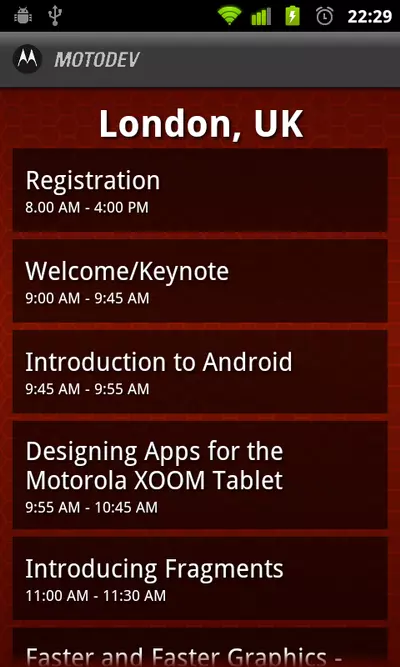 22:29
MOTODEV
London, UK
Registration
8.00 AM - 4:00 PM
Welcome/Keynote
9:00 AM - 9:45 AM
Introduction to Android
9:45 AM - 9:55 AM
Designing Apps for the
Motorola XOOM Tablet
9:55 AM - 10:45 AM
Introducing Fragments
11:00 AM - 11:30 AM
Faster and Faster Graphics -